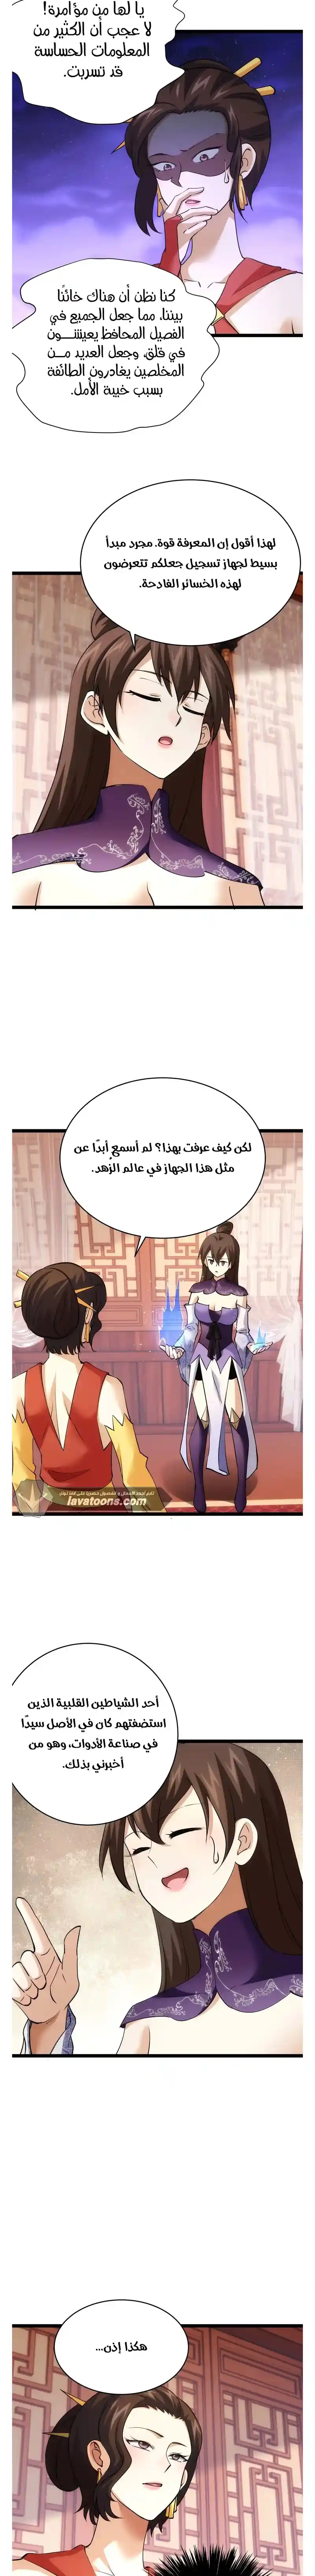 يا لها من مؤامرة!
لا عجب أن الكثير من
المعلومات الحساسة
قد تسربت.
كنا نظن أن هناك خائنًا
بيننا، مما جعل الجميع في
الفصيل المحافظ يعيشــون
في قلق، وجعل العديد مــن
المخلصين يغادرون الطائفة
بسبب خيبة الأمل.
لهذا أقول إن المعرفة قوة. مجرد مبدأ
بسيط لجهاز تسجيل جعلكم تتعرضون
لهذه الخسائر الفادحة.
لكن كيف عرفت بهذا؟ لم أسمع أبدًا عن
مثل هذا الجهاز في عالم الزُهد.
lavatoons.com
أحد الشياطين القلبية الذين
استضفتهم كان في الأصل سيدًا
في صناعة الأدوات، وهو من
أخبرني بذلك.
هكذا إذن...